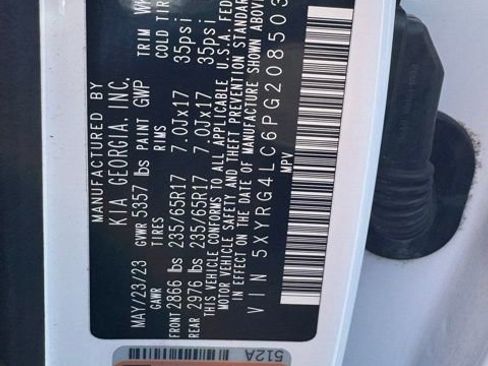 MANUFACTURED BY
KIA GEORGIA, INC.
MAY/23/23 GVWR 5357 lbs PAINT GWP TRIM
GAWR TIRES RIMS COLD TIRE
FRONT 2866 lbs 235/65R17 7.0Jx17 35psi
REAR 2976 lbs 235/65R17 7.0Jx17 35psi
THIS VEHICLE CONFORMS TO ALL APPLICABLE U.S.A. FED
MOTOR VEHICLE SAFETY AND THEFT PREVENTION STANDARD
IN EFFECT ON THE DATE OF MANUFACTURE SHOWN ABOVE
VIN 5XYRG4LC6PG208503
MPV
512A